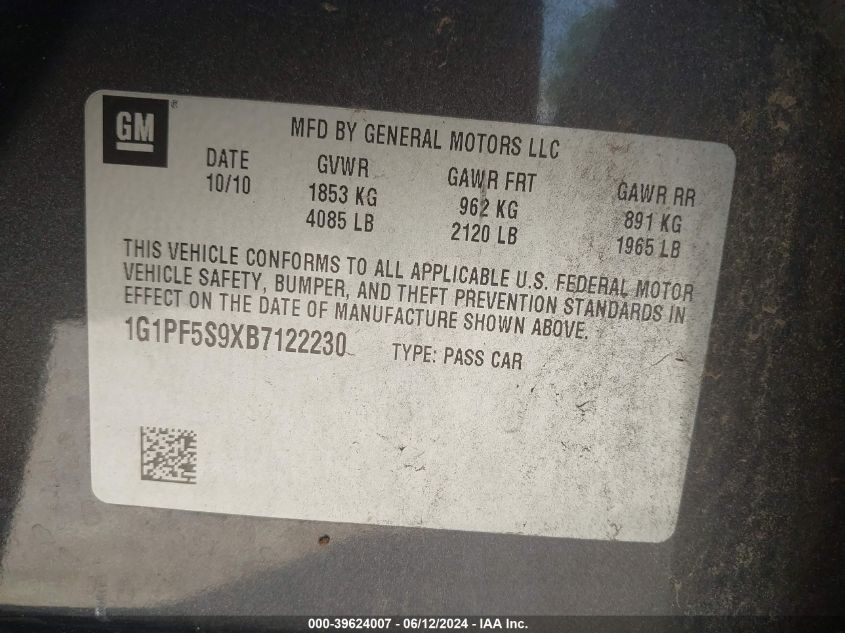 GM ®
MFD BY GENERAL MOTORS LLC
DATE GVWR GAWR FRT GAWR RR
10/10 1853 KG 962 KG 891 KG
4085 LB 2120 LB 1965 LB
THIS VEHICLE CONFORMS TO ALL APPLICABLE U.S. FEDERAL MOTOR
VEHICLE SAFETY, BUMPER, AND THEFT PREVENTION STANDARDS IN
EFFECT ON THE DATE OF MANUFACTURE SHOWN ABOVE.
1G1PF5S9XB7122230 TYPE: PASS CAR
000-39624007 - 06/12/2024 - IAA Inc.